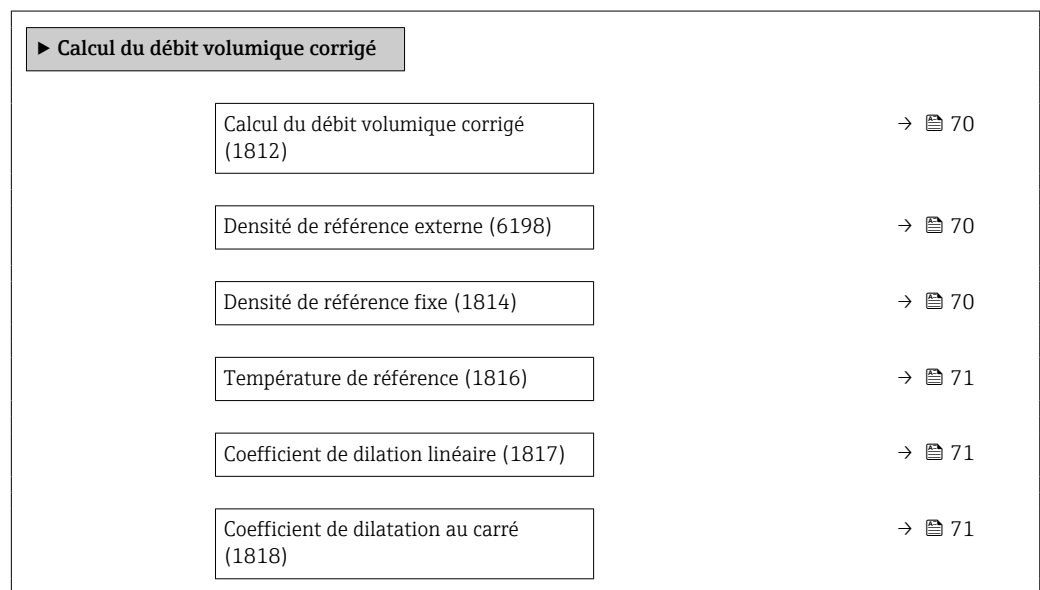 ▶ Calcul du débit volumique corrigé
Calcul du débit volumique corrigé → 70
(1812)
Densité de référence externe (6198) → 70
Densité de référence fixe (1814) → 70
Température de référence (1816) → 71
Coefficient de dilation linéaire (1817) → 71
Coefficient de dilatation au carré → 71
(1818)